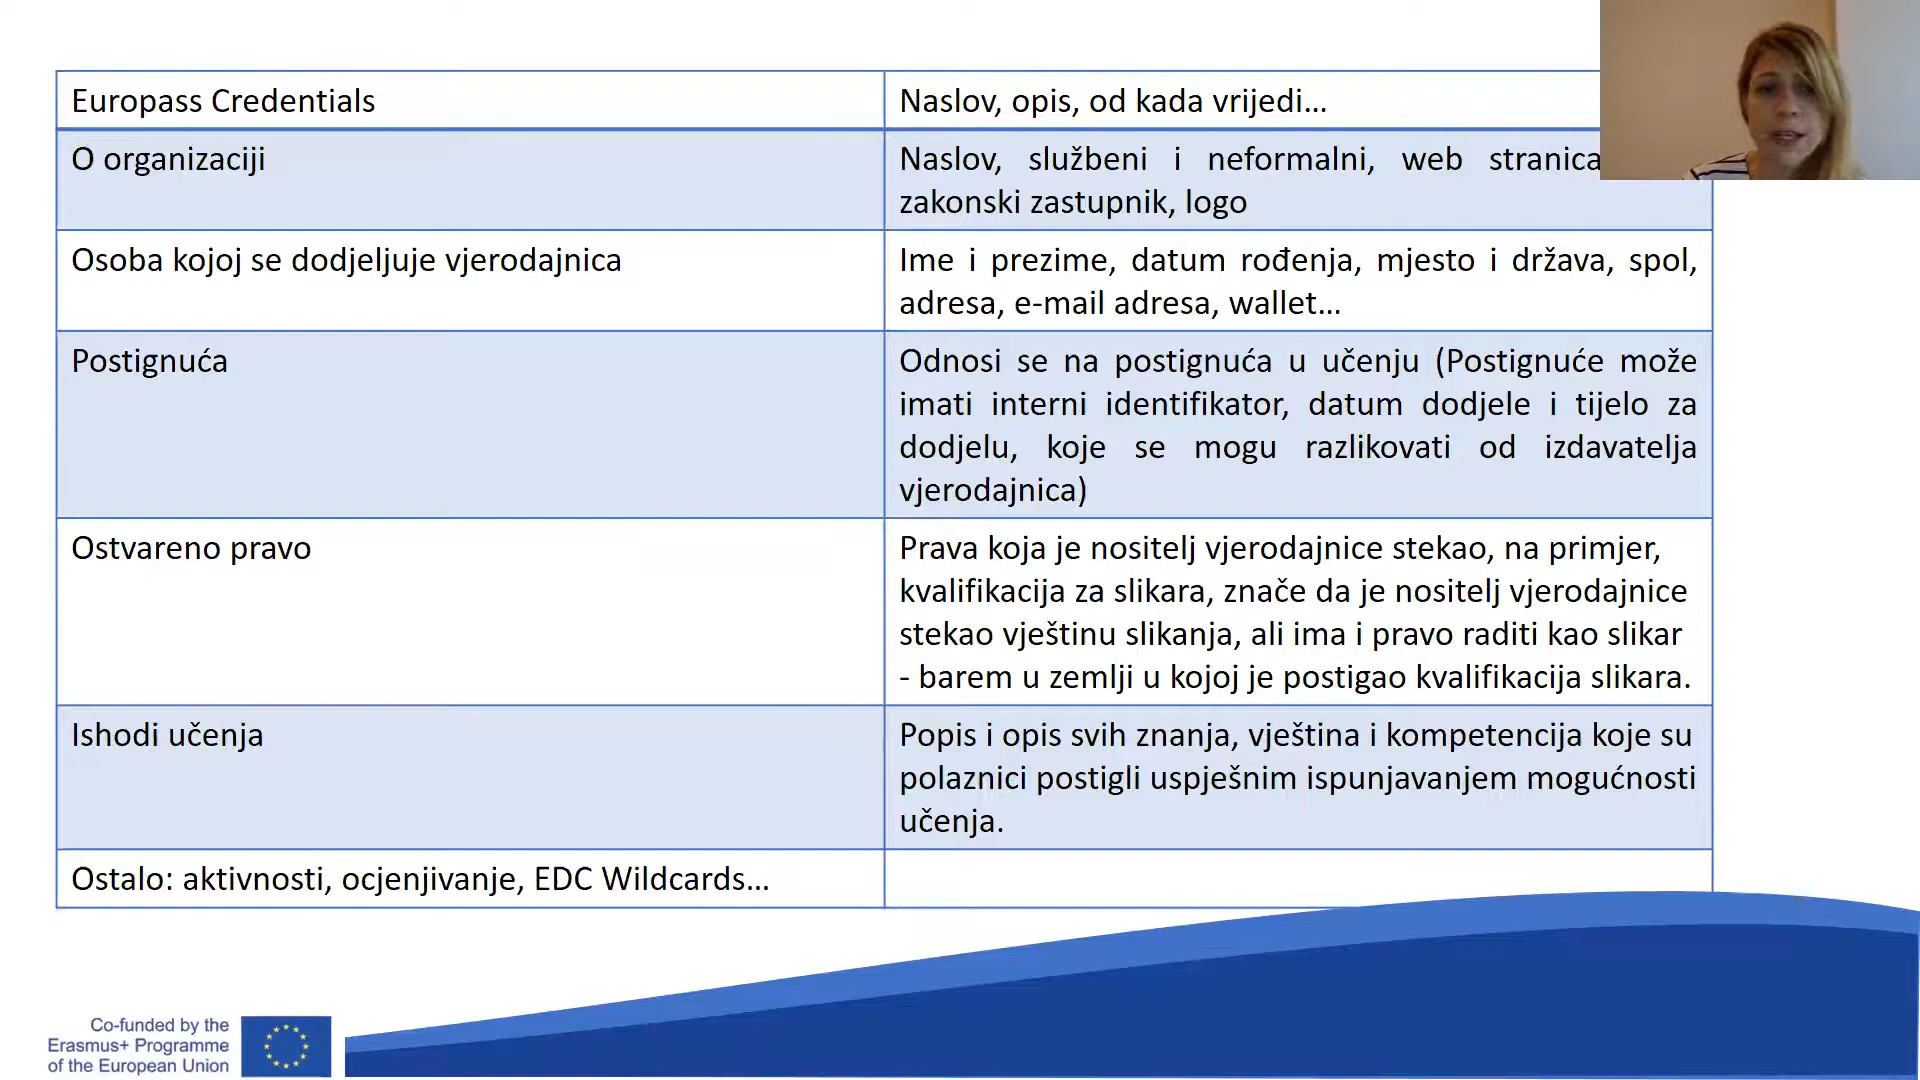 Europass Credentials
Naslov, opis, od kada vrijedi...
O organizaciji
Naslov, službeni i neformalni, web stranica
zakonski zastupnik, logo
Osoba kojoj se dodjeljuje vjerodajnica
Ime i prezime, datum rođenja, mjesto i država, spol,
adresa, e-mail adresa, wallet...
Postignuća
Odnosi se na postignuća u učenju (Postignuće može
imati interni identifikator, datum dodjele i tijelo za
dodjelu, koje se mogu razlikovati od izdavatelja
vjerodajnica)
Ostvareno pravo
Prava koja je nositelj vjerodajnice stekao, na primjer,
kvalifikacija za slikara, znače da je nositelj vjerodajnice
stekao vještinu slikanja, ali ima i pravo raditi kao slikar
- barem u zemlji u kojoj je postigao kvalifikacija slikara.
Ishodi učenja
Popis i opis svih znanja, vještina i kompetencija koje su
polaznici postigli uspješnim ispunjavanjem mogućnosti
učenja.
Ostalo: aktivnosti, ocjenjivanje, EDC Wildcards...
Co-funded by the
Erasmus+ Programme
of the European Union